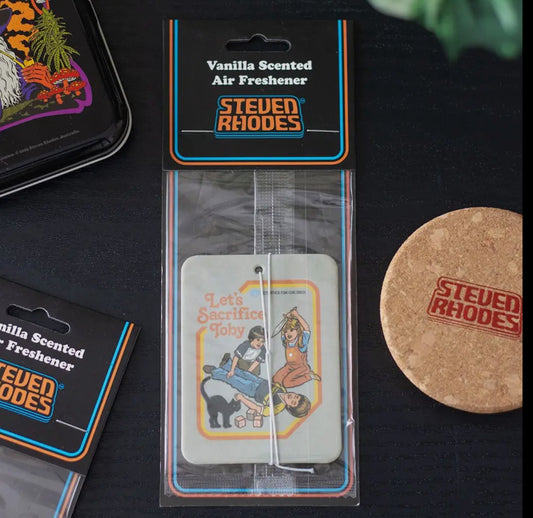 Vanilla Scented
Air Freshener
STEVEN
RHODES
Let's
Sacrifice
Toby
STEVEN
RHODES
nilla Scented
r Freshener
STEVEN
RHODES